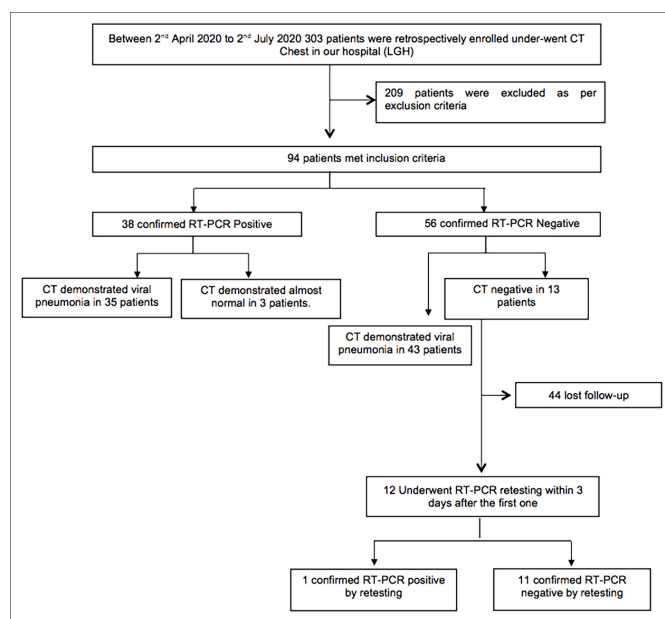 Between 2nd April 2020 to 2nd July 2020 303 patients were retrospectively enrolled under-went CT
Chest in our hospital (LGH)
209 patients were excluded as per
exclusion criteria
94 patients met inclusion criteria
38 confirmed RT-PCR Positive
56 confirmed RT-PCR Negative
CT demonstrated viral
pneumonia in 35 patients
CT demonstrated almost
normal in 3 patients.
CT negative in 13
patients
CT demonstrated viral
pneumonia in 43 patients
44 lost follow-up
12 Underwent RT-PCR retesting within 3
days after the first one
1 confirmed RT-PCR positive
by retesting
11 confirmed RT-PCR
negative by retesting